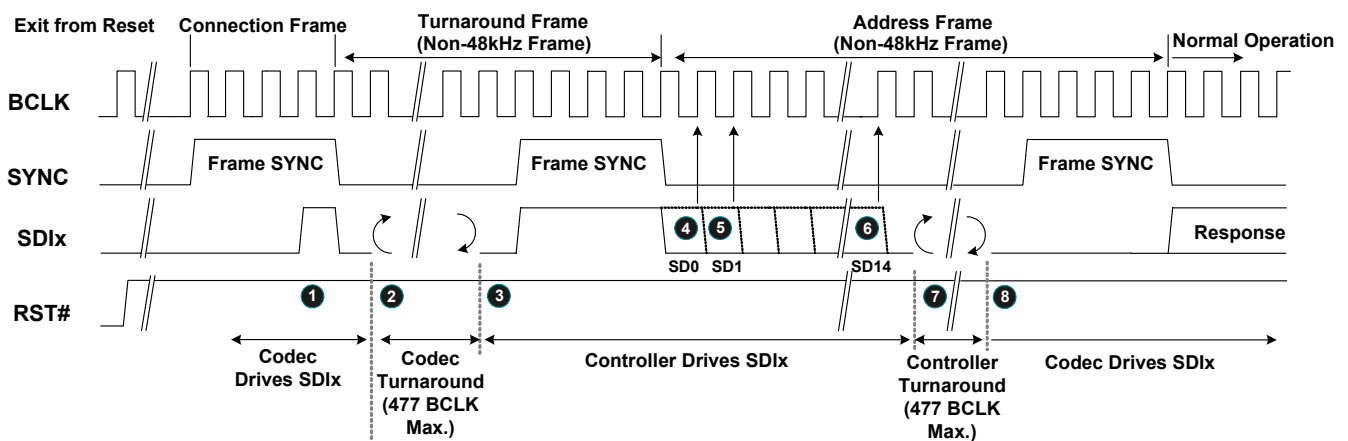 Exit from Reset
Connection Frame
Turnaround Frame
(Non-48kHz Frame)
Address Frame
(Non-48kHz Frame)
Normal Operation
BCLK
SYNC
Frame SYNC
Frame SYNC
Frame SYNC
SDIx
4
5
6
Response
SD0
SD1
SD14
RST#
1
2
3
7
8
Codec
Drives SDIx
Codec
Turnaround
(477 BCLK
Max.)
Controller Drives SDIx
Controller
Turnaround
(477 BCLK
Max.)
Codec Drives SDIx